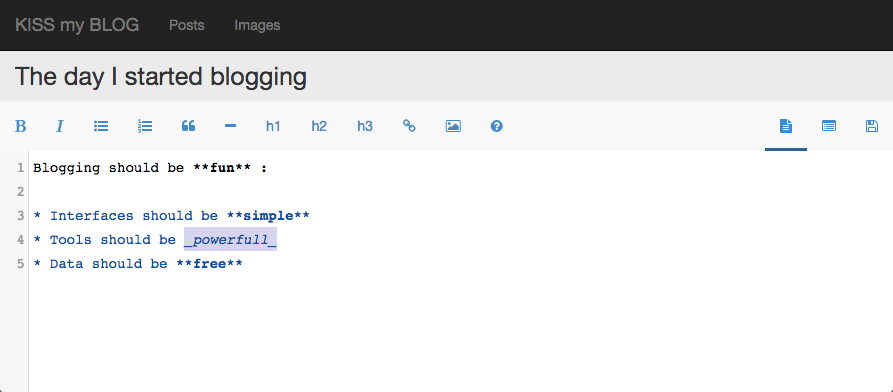 KISS my BLOG Posts Images
The day I started blogging
B I h1 h2 h3
1 Blogging should be **fun** :
2
3 * Interfaces should be **simple**
4 * Tools should be _powerfull_
5 * Data should be **free**